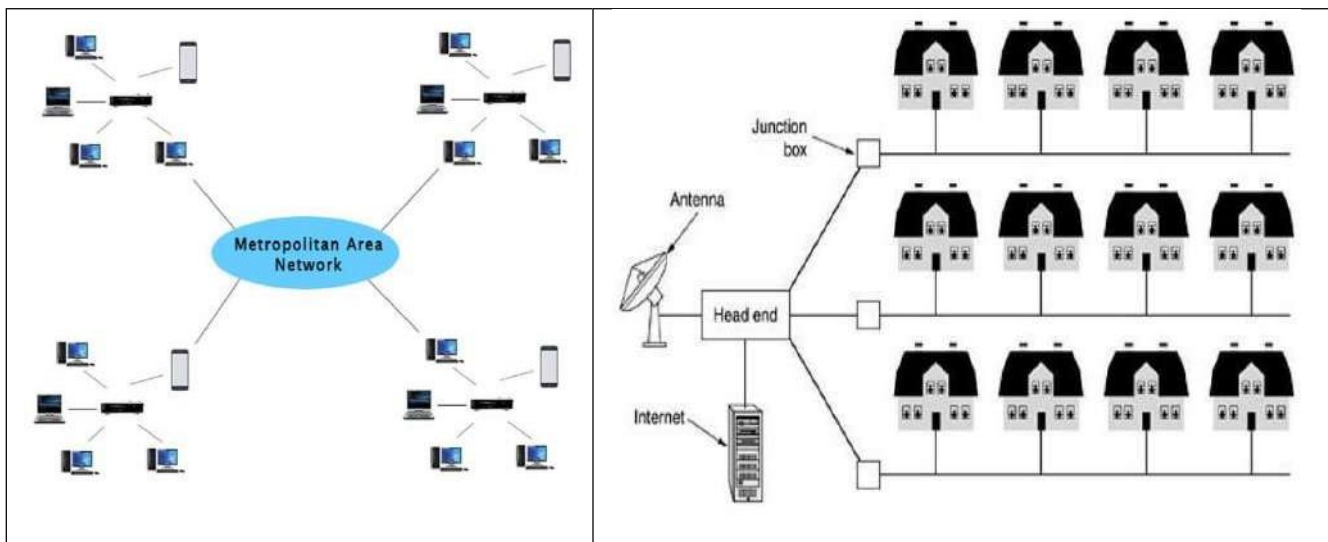 Metropolitan Area
Network
Junction
box
Antenna
Head end
Internet